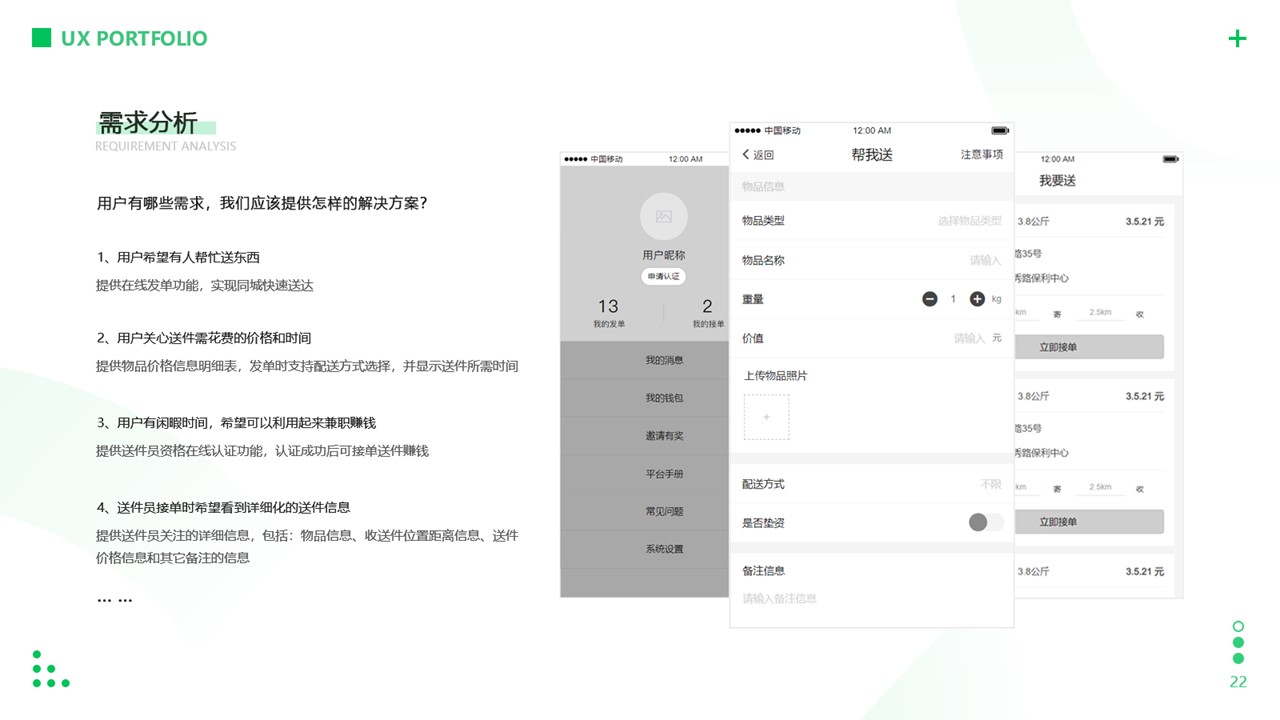 UX PORTFOLIO
需求分析
REQUIREMENT ANALYSIS
用户有哪些需求，我们应该提供怎样的解决方案？
1、用户希望有人帮忙送东西
提供在线发单功能，实现同城快速送达
2、用户关心送件需花费的价格和时间
提供物品价格信息明细表，发单时支持配送方式选择，并显示送件所需时间
3、用户有闲暇时间，希望可以利用起来兼职赚钱
提供送件员资格在线认证功能，认证成功后可接单送件赚钱
4、送件员接单时希望看到详细化的送件信息
提供送件员关注的详细信息，包括：物品信息、收送件位置距离信息、送件
价格信息和其它备注的信息
... ...
中国移动 12:00 AM
用户昵称
申请认证
13 2
我的发单 我的接单
我的消息
我的钱包
邀请有奖
平台手册
常见问题
系统设置
中国移动 12:00 AM
返回 帮我送 注意事项
物品信息
物品类型 选择物品类型
物品名称 请输入
重量 1 kg
价值 请输入 元
上传物品照片
+
配送方式 不限
是否垫资
备注信息
请输入备注信息
12:00 AM
我要送
3.8公斤 3.5.21 元
路35号
秀路保利中心
km 寄 2.5km 收
立即接单
3.8公斤 3.5.21 元
路35号
秀路保利中心
km 寄 2.5km 收
立即接单
3.8公斤 3.5.21 元
22